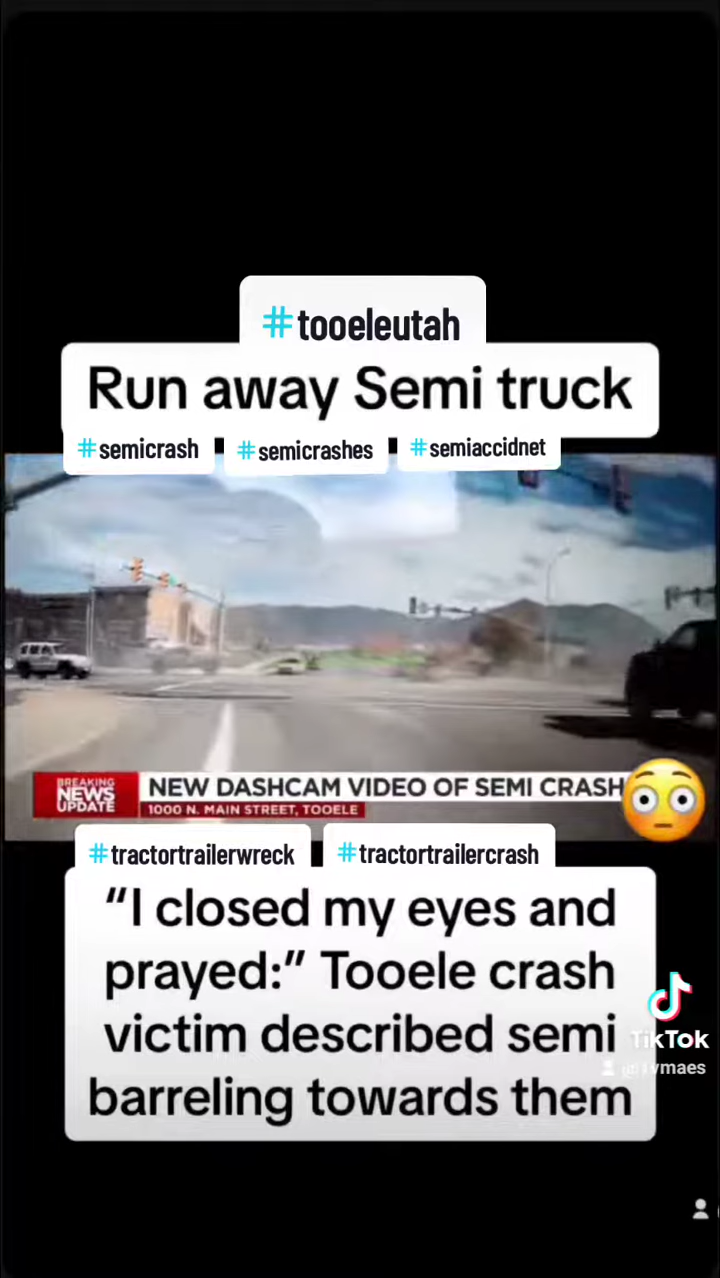 #tooeleutah
Run away Semi truck
#semicrash #semicrashes #semiaccidnet
BREAKING
NEWS
UPDATE
NEW DASHCAM VIDEO OF SEMI CRASH
1000 N. MAIN STREET, TOOELE
#tractortrailerwreck #tractortrailercrash
“I closed my eyes and
prayed:” Tooele crash
victim described semi
barreling towards them
TikTok